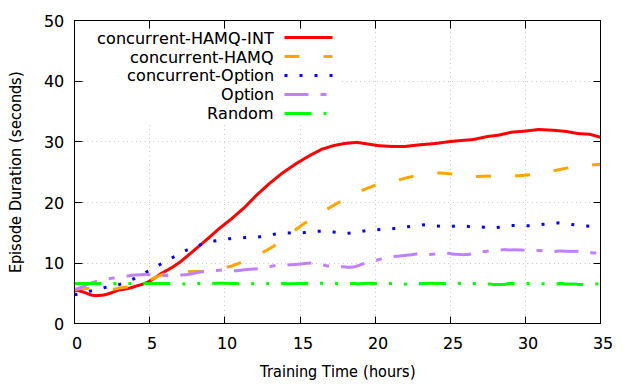 50
40
30
20
10
0
Episode Duration (seconds)
concurrent-HAMQ-INT
concurrent-HAMQ
concurrent-Option
Option
Random
0 5 10 15 20 25 30 35
Training Time (hours)